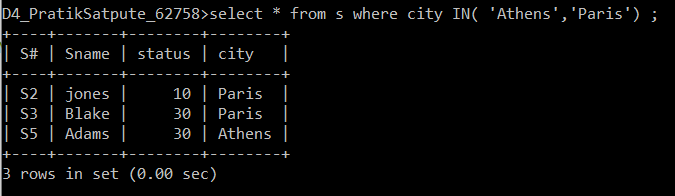 D4_PratikSatpute_62758>select * from s where city IN( 'Athens','Paris') ;
+----+-------+--------+--------+
| S# | Sname | status | city   |
+----+-------+--------+--------+
| S2 | jones |     10 | Paris  |
| S3 | Blake |     30 | Paris  |
| S5 | Adams |     30 | Athens |
+----+-------+--------+--------+
3 rows in set (0.00 sec)